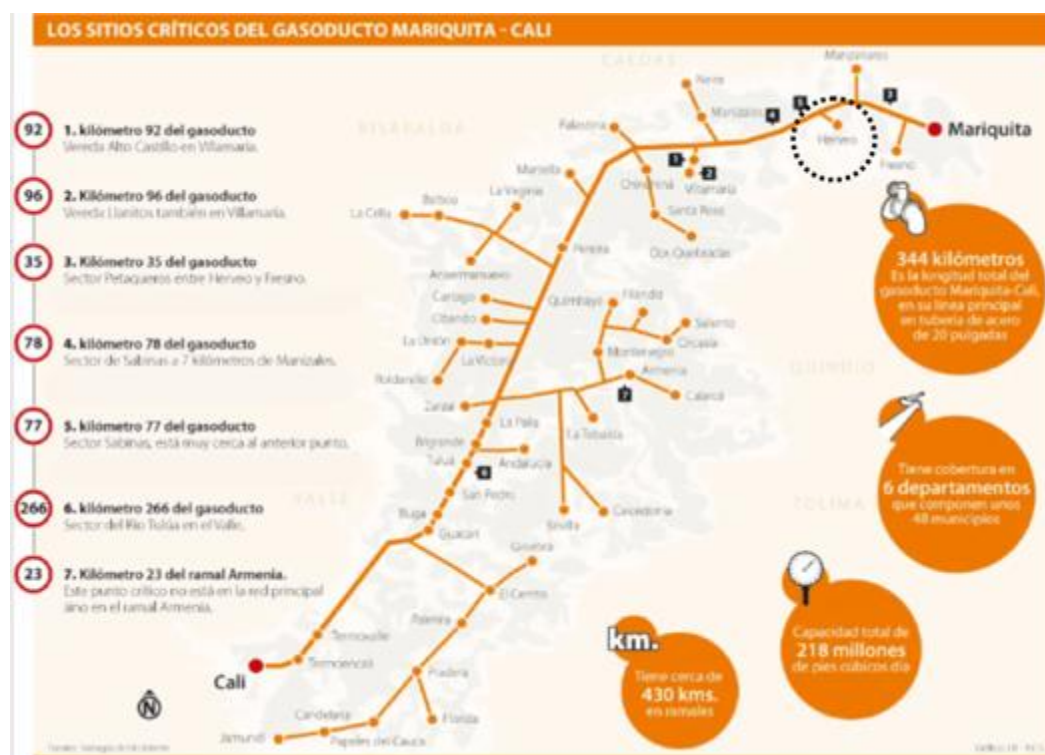 LOS SITIOS CRÍTICOS DEL GASODUCTO MARIQUITA - CALI
CALDAS
RISARALDA
92
1. kilómetro 92 del gasoducto
Vereda Alto Castillo en Villamaría.
96
2. Kilómetro 96 del gasoducto
Vereda Llanitos también en Villamaría.
35
3. Kilómetro 35 del gasoducto
Sector Petaqueros entre Herveo y Fresno.
78
4. kilómetro 78 del gasoducto
Sector de Sabinas a 7 kilómetros de Manizales.
77
5. kilómetro 77 del gasoducto
Sector Sabinas, está muy cerca al anterior punto.
266
6. kilómetro 266 del gasoducto
Sector del Río Tulúa en el Valle.
23
7. Kilómetro 23 del ramal Armenia.
Este punto crítico no está en la red principal
sino en el ramal Armenia.
Manzanares
Neira
Manizales
Palestina
4
3
Mariquita
Herveo
Fresno
Chinchiná
2
Villamaría
Marsella
Santa Rosa
Dos Quebradas
La Virginia
Balboa
La Celia
Pereira
Ansermanuevo
Cartago
Obando
Quimbaya
Filandia
Salento
Circasia
La Unión
La Victoria
Montenegro
Roldanillo
Armenia
7
Calarcá
Zarzal
La Paila
La Tebaida
Bugalagrande
Tuluá
Andalucía
6
San Pedro
Buga
Sevilla
Caicedonia
Guacarí
Ginebra
El Cerrito
Palmira
Termovalle
Termoemcali
Cali
Pradera
Candelaria
Florida
Jamundí
Papeles del Cauca
QUINDÍO
TOLIMA
VALLE
344 kilómetros
Es la longitud total del
gasoducto Mariquita-Cali,
en su línea principal
en tubería de acero
de 20 pulgadas
Tiene cobertura en
6 departamentos
que componen unos
48 municipios
Capacidad total de
218 millones
de pies cúbicos día
km.
Tiene cerca de
430 kms.
en ramales
N